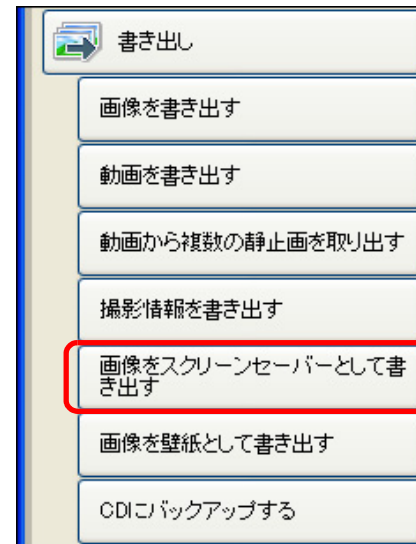 書き出し
画像を書き出す
動画を書き出す
動画から複数の静止画を取り出す
撮影情報を書き出す
画像をスクリーンセーバーとして書
き出す
画像を壁紙として書き出す
CDにバックアップする